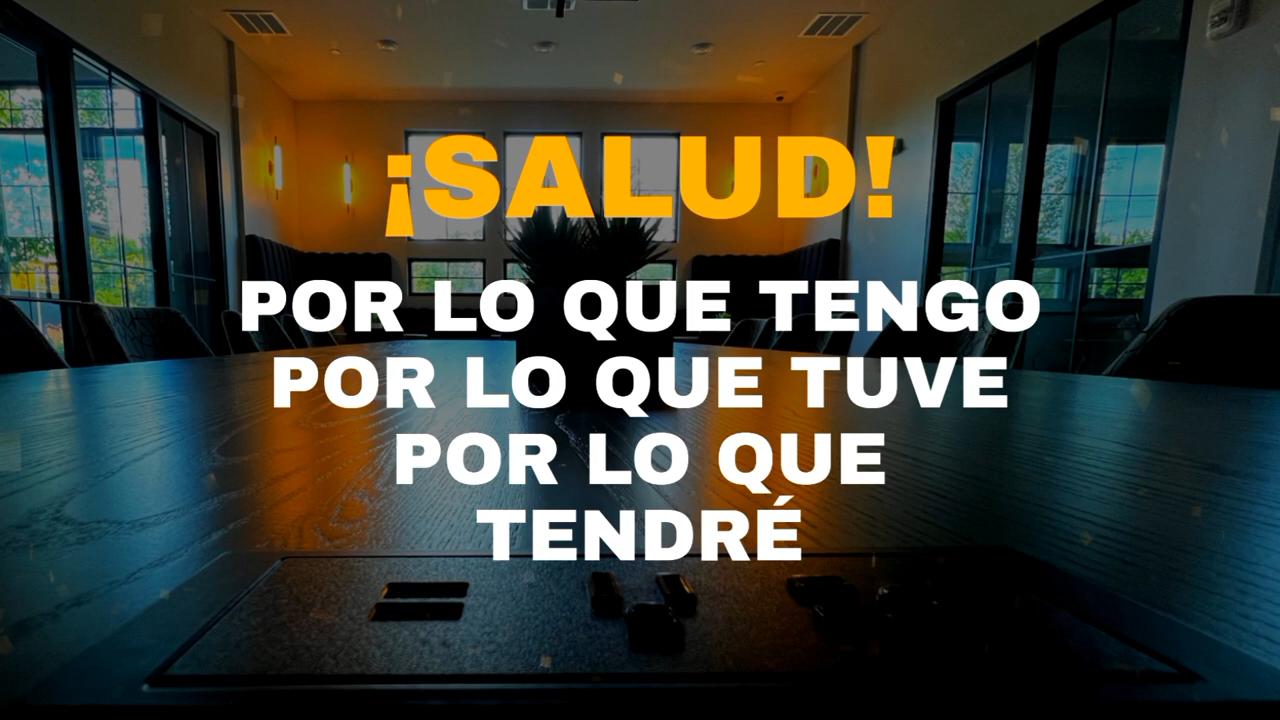 ¡SALUD!
POR LO QUE TENGO
POR LO QUE TUVE
POR LO QUE
TENDRÉ